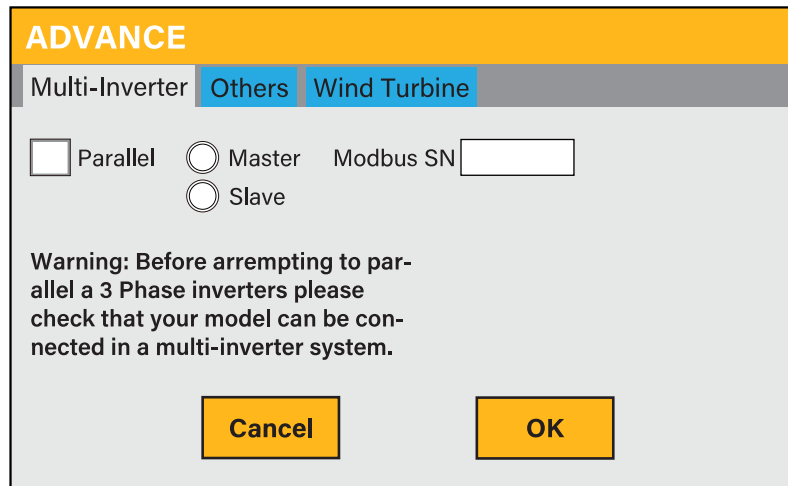 ADVANCE
Multi-Inverter Others Wind Turbine
Parallel Master Modbus SN
Slave
Warning: Before arrempting to par-
allel a 3 Phase inverters please
check that your model can be con-
nected in a multi-inverter system.
Cancel OK